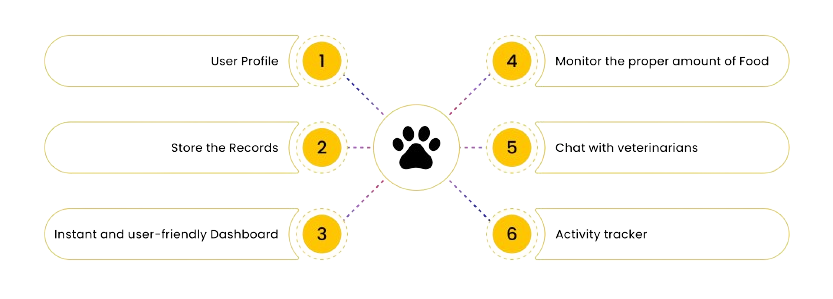 1
User Profile
2
Store the Records
3
Instant and user-friendly Dashboard
4
Monitor the proper amount of Food
5
Chat with veterinarians
6
Activity tracker